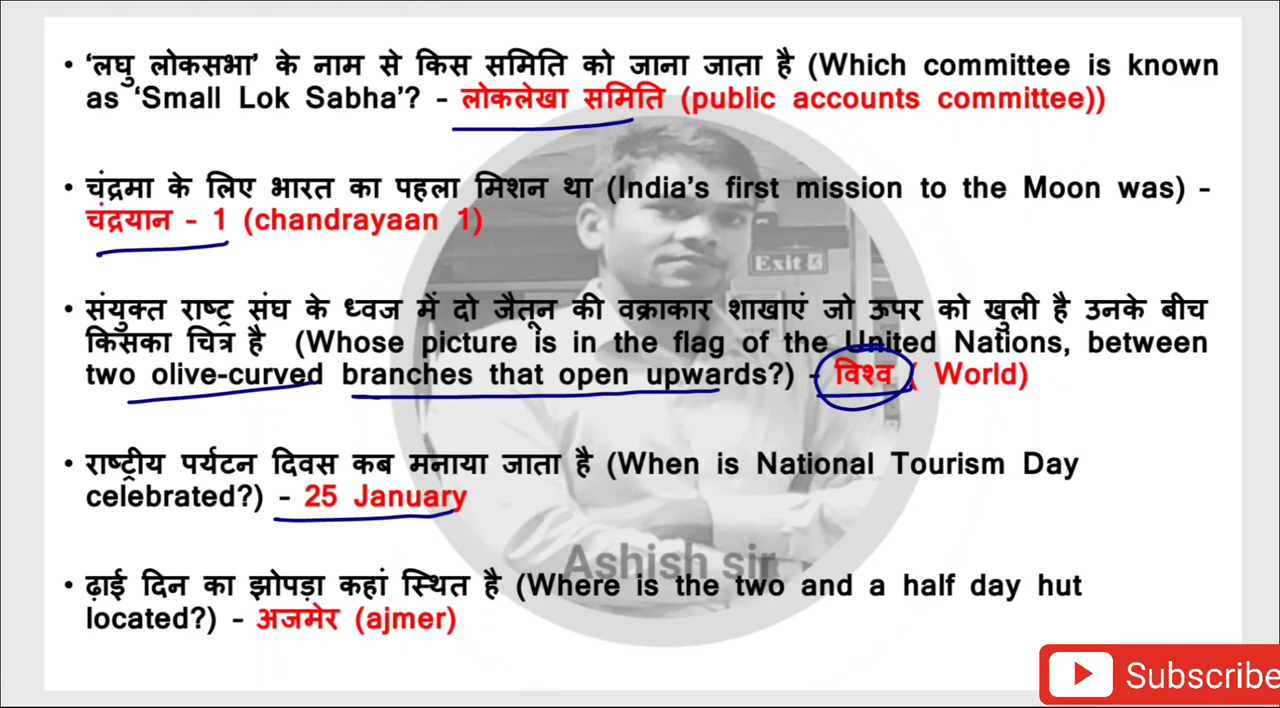 • ‘लघु लोकसभा’ के नाम से किस समिति को जाना जाता है (Which committee is known
as ‘Small Lok Sabha’? – लोकलेखा समिति (public accounts committee))
• चंद्रमा के लिए भारत का पहला मिशन था (India’s first mission to the Moon was) –
चंद्रयान – 1 (chandrayaan 1)
• संयुक्त राष्ट्र संघ के ध्वज में दो जैतून की वक्राकार शाखाएं जो ऊपर को खुली है उनके बीच
किसका चित्र है (Whose picture is in the flag of the United Nations, between
two olive-curved branches that open upwards?) – विश्व ( World)
Exit
• राष्ट्रीय पर्यटन दिवस कब मनाया जाता है (When is National Tourism Day
celebrated?) – 25 January
Ashish sir
• ढ़ाई दिन का झोपड़ा कहां स्थित है (Where is the two and a half day hut
located?) – अजमेर (ajmer)
Subscribe